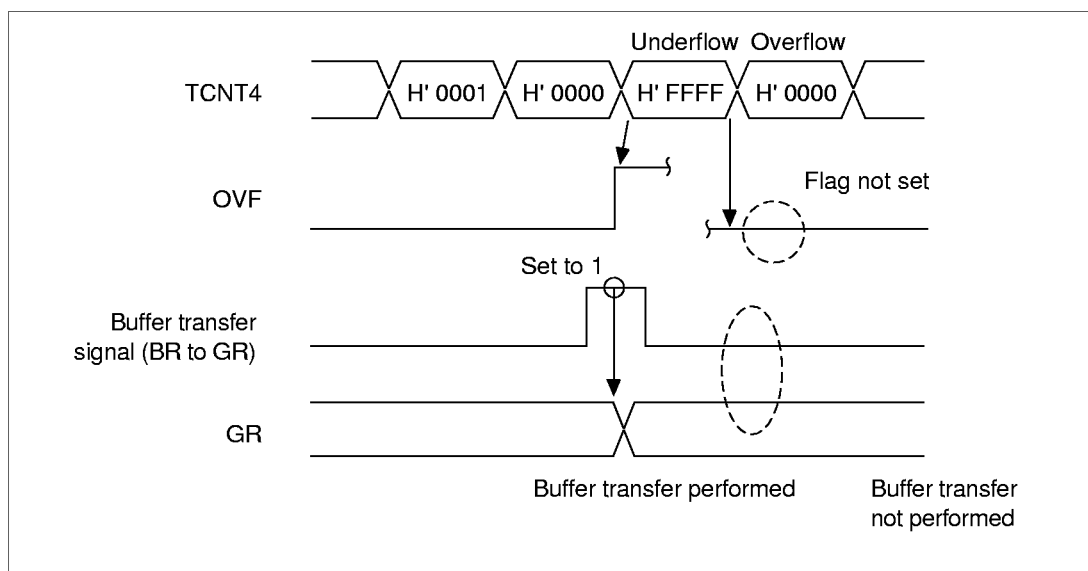 Underflow Overflow
TCNT4 H' 0001 H' 0000 H' FFFF H' 0000
OVF
Flag not set
Set to 1
Buffer transfer
signal (BR to GR)
GR
Buffer transfer performed
Buffer transfer
not performed